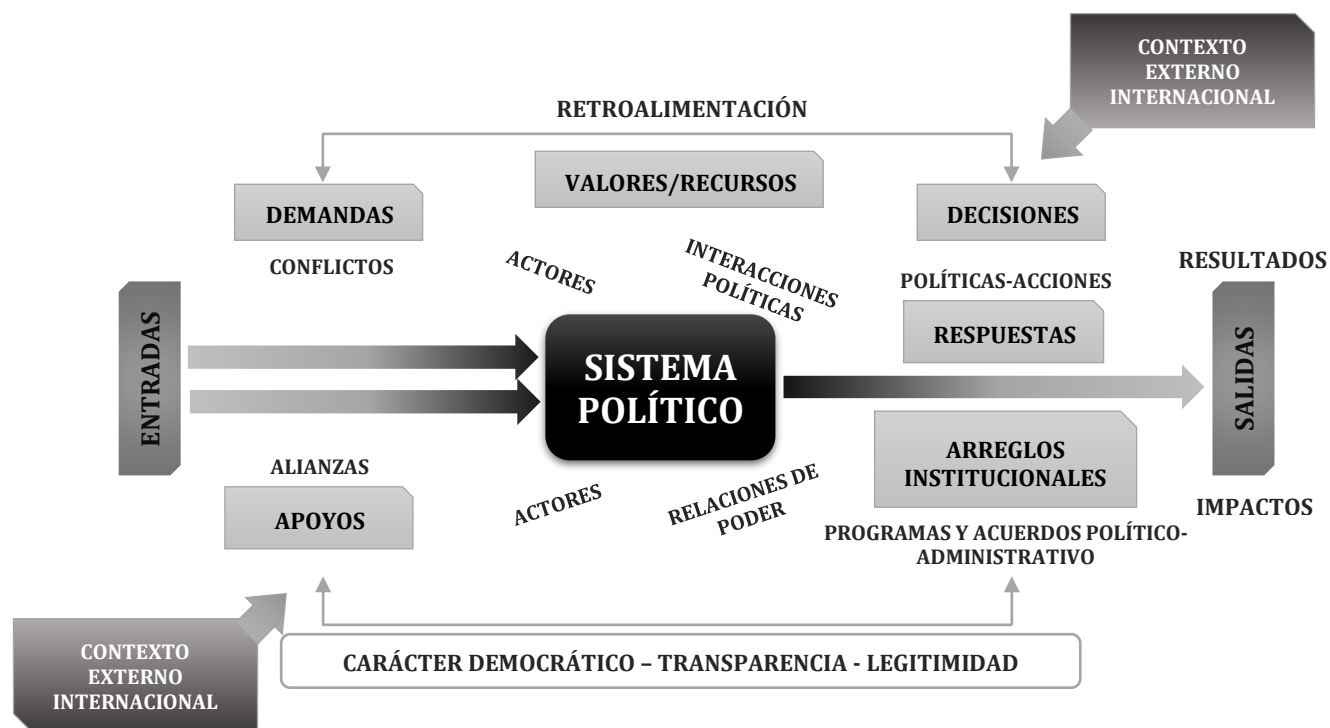 CONTEXTO
EXTERNO
INTERNACIONAL
RETROALIMENTACIÓN
VALORES/RECURSOS
DEMANDAS
DECISIONES
CONFLICTOS
ACTORES
INTERACCIONES
POLÍTICAS
POLÍTICAS-ACCIONES
RESULTADOS
ENTRADAS
RESPUESTAS
SISTEMA
POLÍTICO
SALIDAS
ALIANZAS
APOYOS
ACTORES
RELACIONES DE
PODER
ARREGLOS
INSTITUCIONALES
IMPACTOS
PROGRAMAS Y ACUERDOS POLÍTICO-
ADMINISTRATIVO
CONTEXTO
EXTERNO
INTERNACIONAL
CARÁCTER DEMOCRÁTICO – TRANSPARENCIA - LEGITIMIDAD